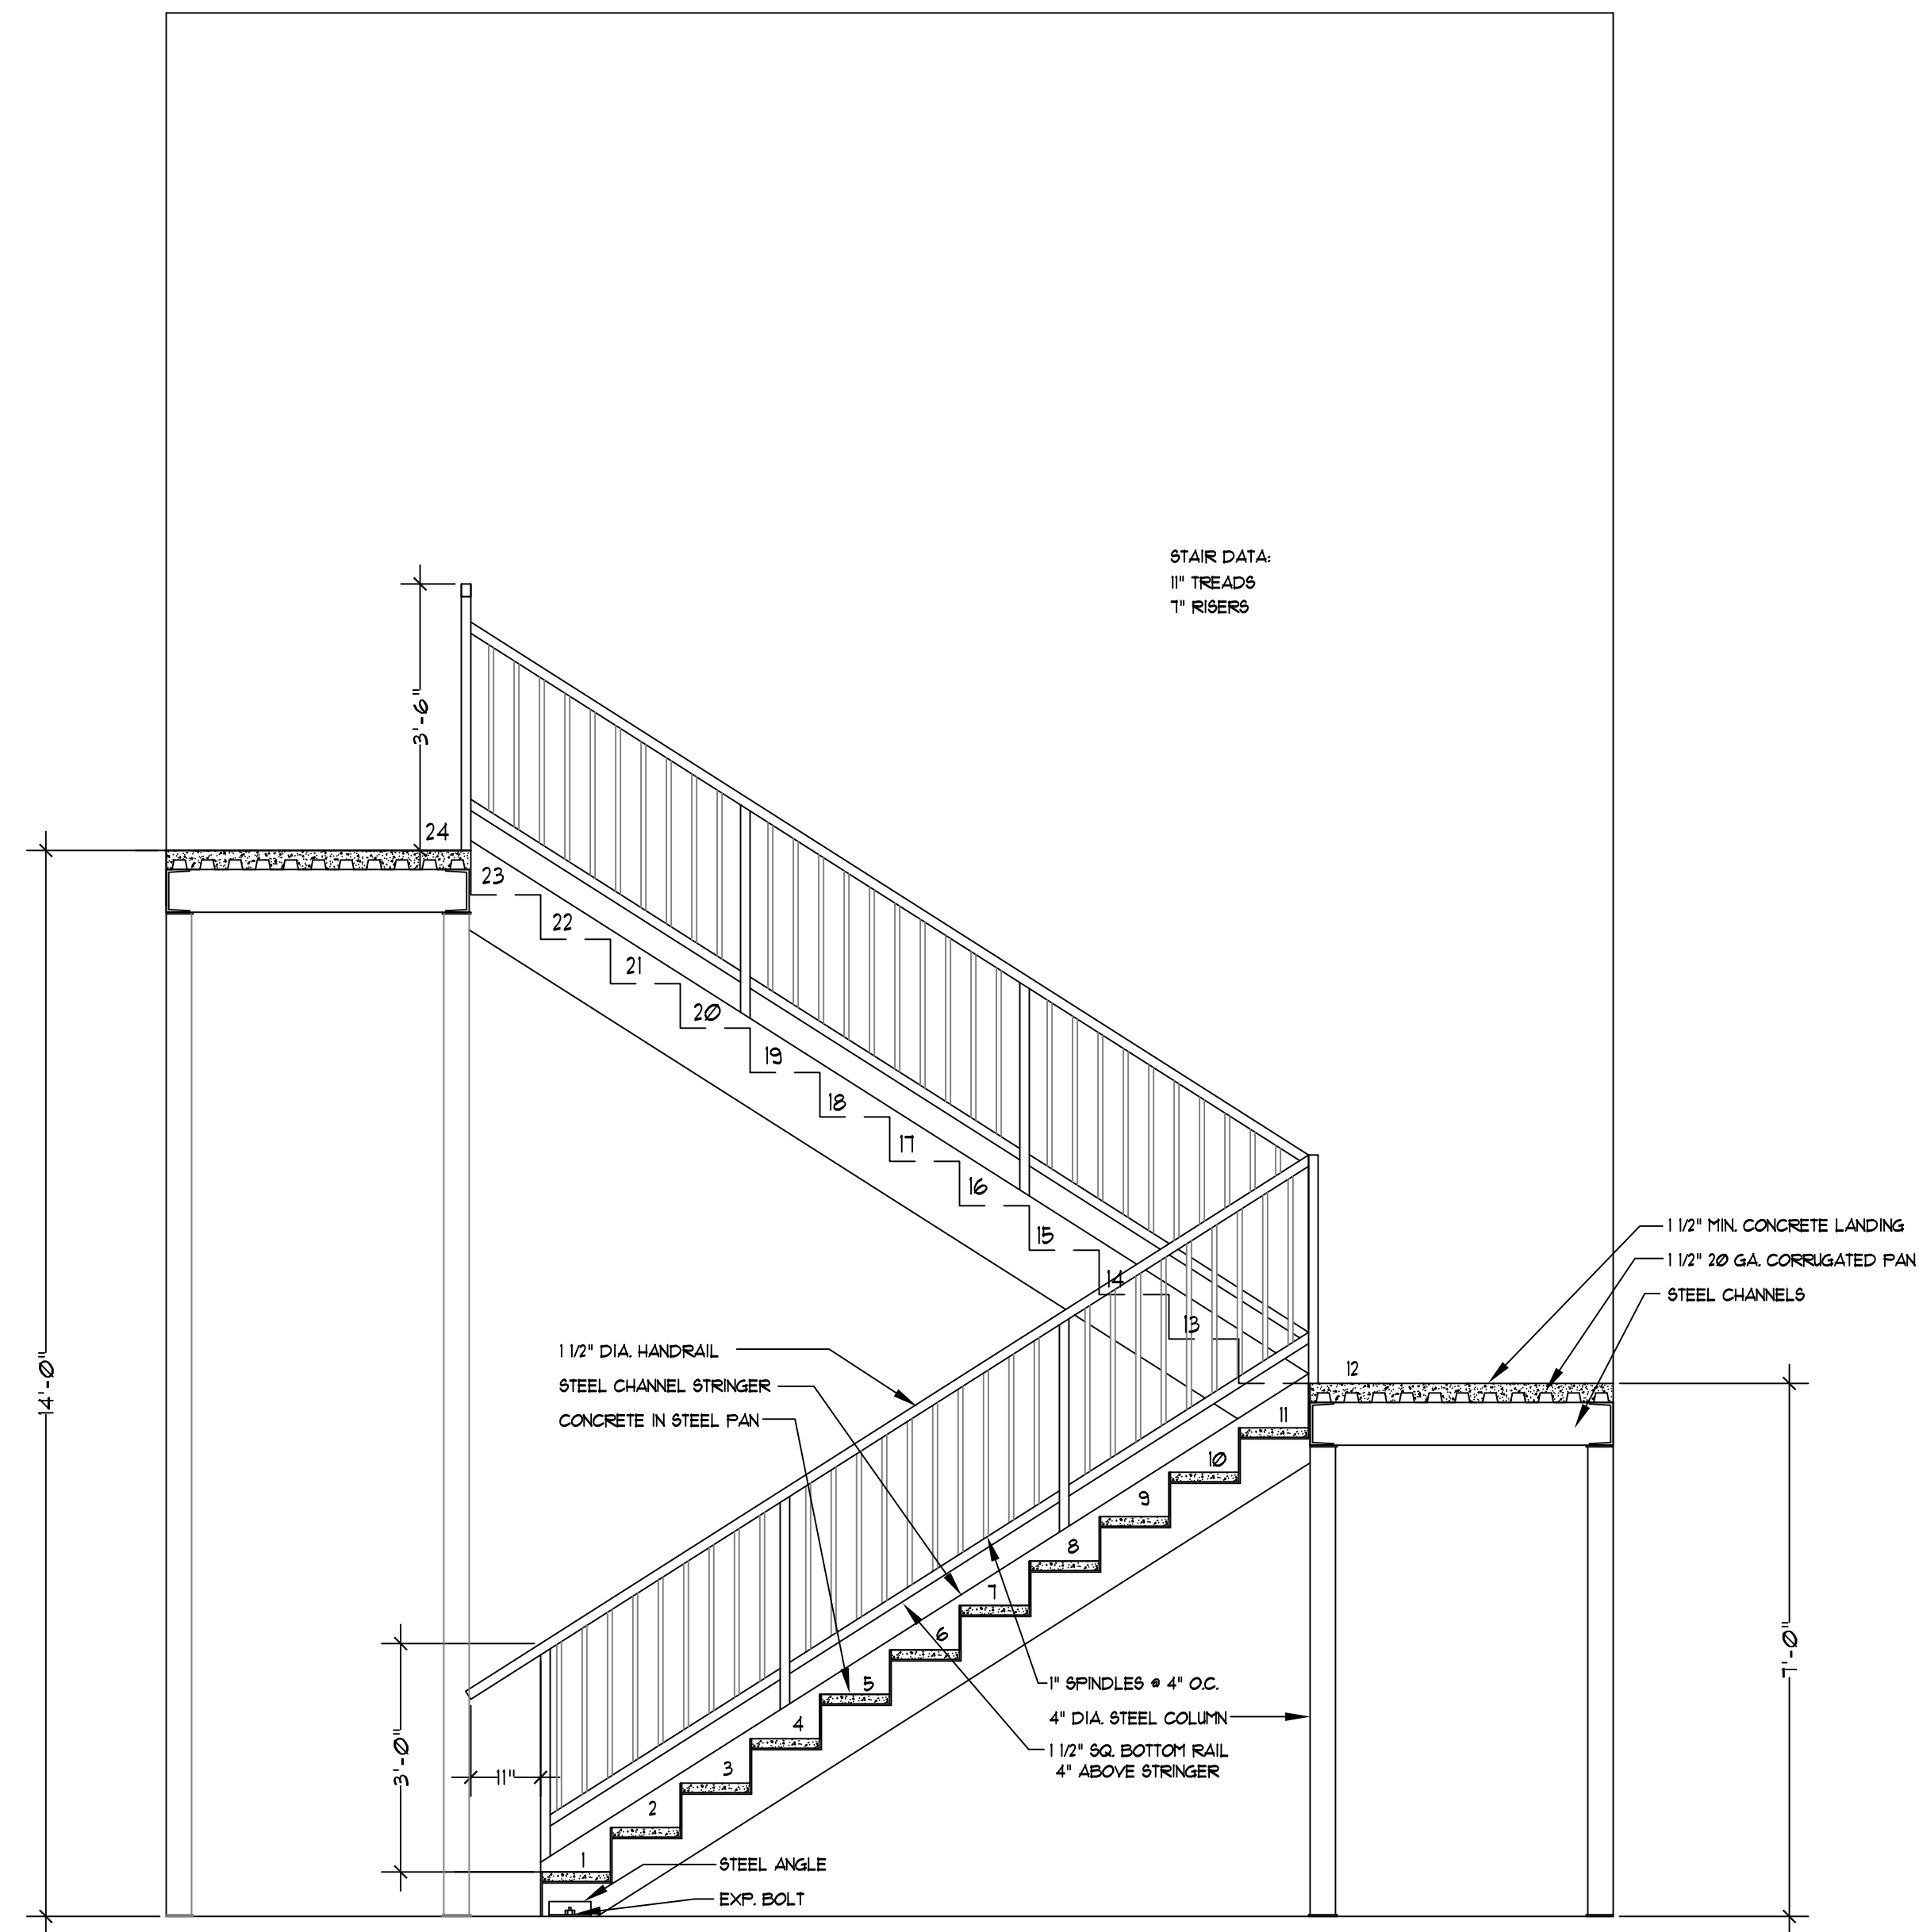 STAIR DATA:
11" TREADS
7" RISERS
3'-6"
24
23
22
21
20
19
18
17
16
15
14
13
12
11
10
9
8
7
6
5
4
3
2
1
14'-0"
1 1/2" MIN. CONCRETE LANDING
1 1/2" 20 GA. CORRUGATED PAN
STEEL CHANNELS
1 1/2" DIA. HANDRAIL
STEEL CHANNEL STRINGER
CONCRETE IN STEEL PAN
7'-0"
1" SPINDLES @ 4" O.C.
4" DIA. STEEL COLUMN
1 1/2" SQ. BOTTOM RAIL
4" ABOVE STRINGER
3'-0"
11"
STEEL ANGLE
EXP. BOLT